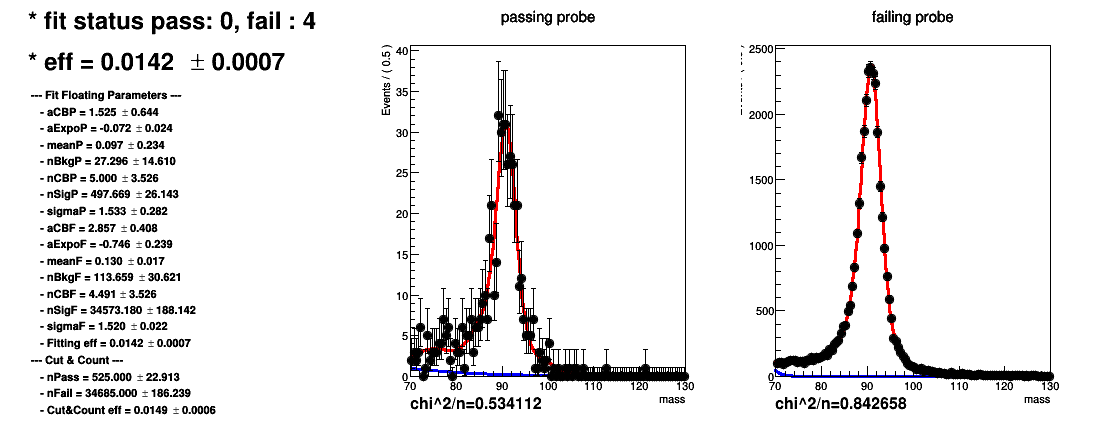 * fit status pass: 0, fail : 4
* eff = 0.0142 ± 0.0007
--- Fit Floating Parameters ---
- aCBP = 1.525 ± 0.644
- aExpoP = -0.072 ± 0.024
- meanP = 0.097 ± 0.234
- nBkgP = 27.296 ± 14.610
- nCBP = 5.000 ± 3.526
- nSigP = 497.669 ± 26.143
- sigmaP = 1.533 ± 0.282
- aCBF = 2.857 ± 0.408
- aExpoF = -0.746 ± 0.239
- meanF = 0.130 ± 0.017
- nBkgF = 113.659 ± 30.621
- nCBF = 4.491 ± 3.526
- nSigF = 34573.180 ± 188.142
- sigmaF = 1.520 ± 0.022
- Fitting eff = 0.0142 ± 0.0007
--- Cut & Count ---
- nPass = 525.000 ± 22.913
- nFail = 34685.000 ± 186.239
- Cut&Count eff = 0.0149 ± 0.0006
passing probe
Events / ( 0.5 )
40
35
30
25
20
15
10
5
0
70 80 90 100 110 120 130
mass
chi^2/n=0.534112
failing probe
2500
2000
1500
1000
500
0
70 80 90 100 110 120 130
mass
chi^2/n=0.842658